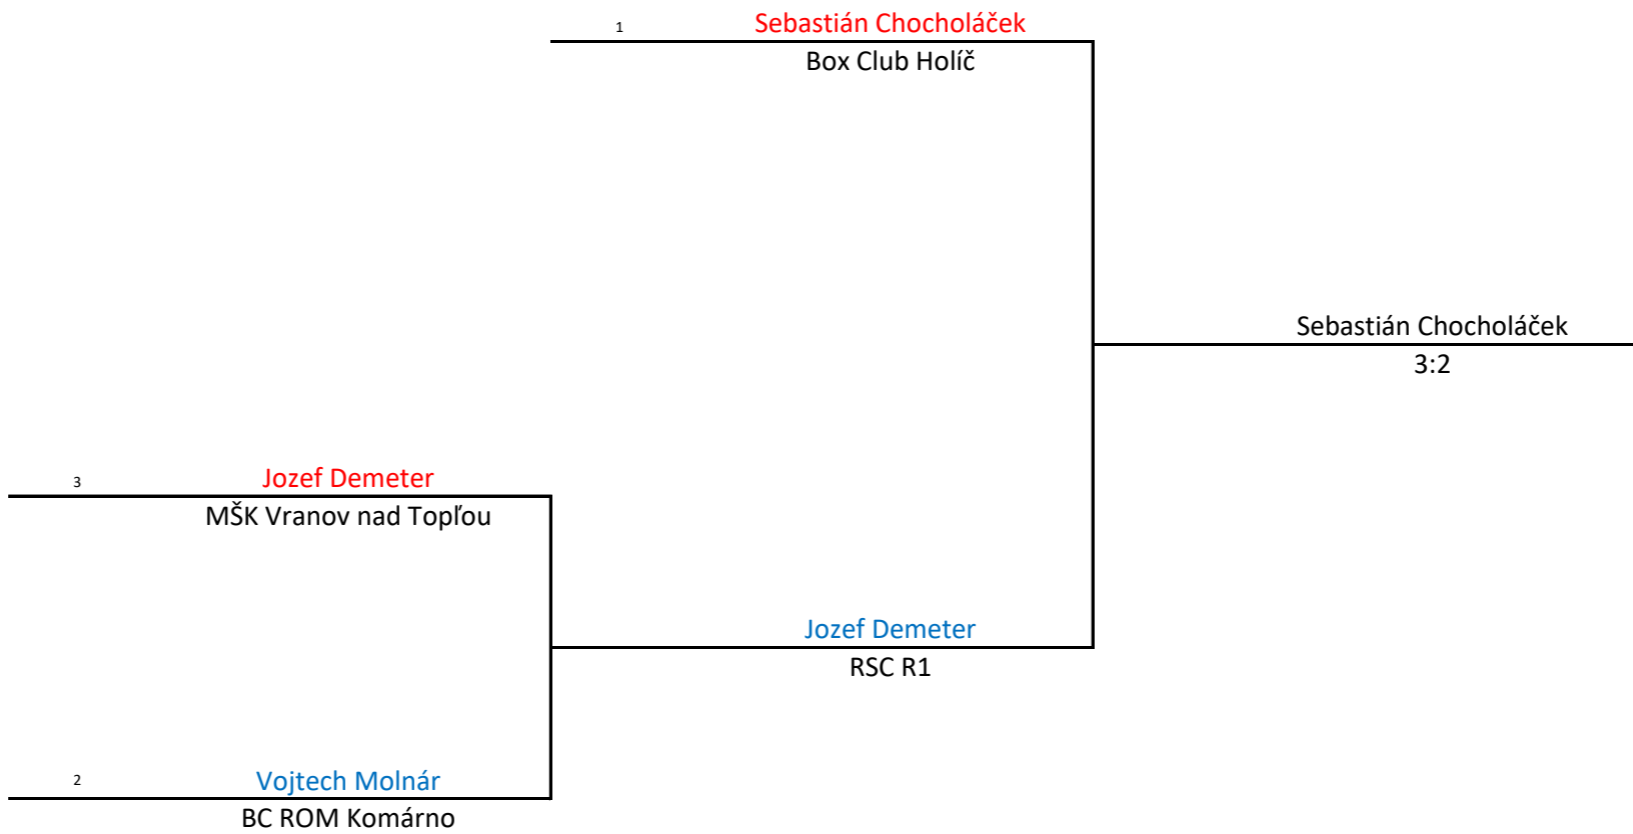 1
Sebastián Chocholáček
Box Club Holíč
Sebastián Chocholáček
3:2
3
Jozef Demeter
MŠK Vranov nad Topľou
Jozef Demeter
RSC R1
2
Vojtech Molnár
BC ROM Komárno